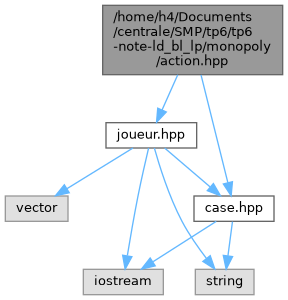 /home/h4/Documents
/centrale/SMP/tp6/tp6
-note-ld_bl_lp/monopoly
/action.hpp
joueur.hpp
vector
case.hpp
iostream
string